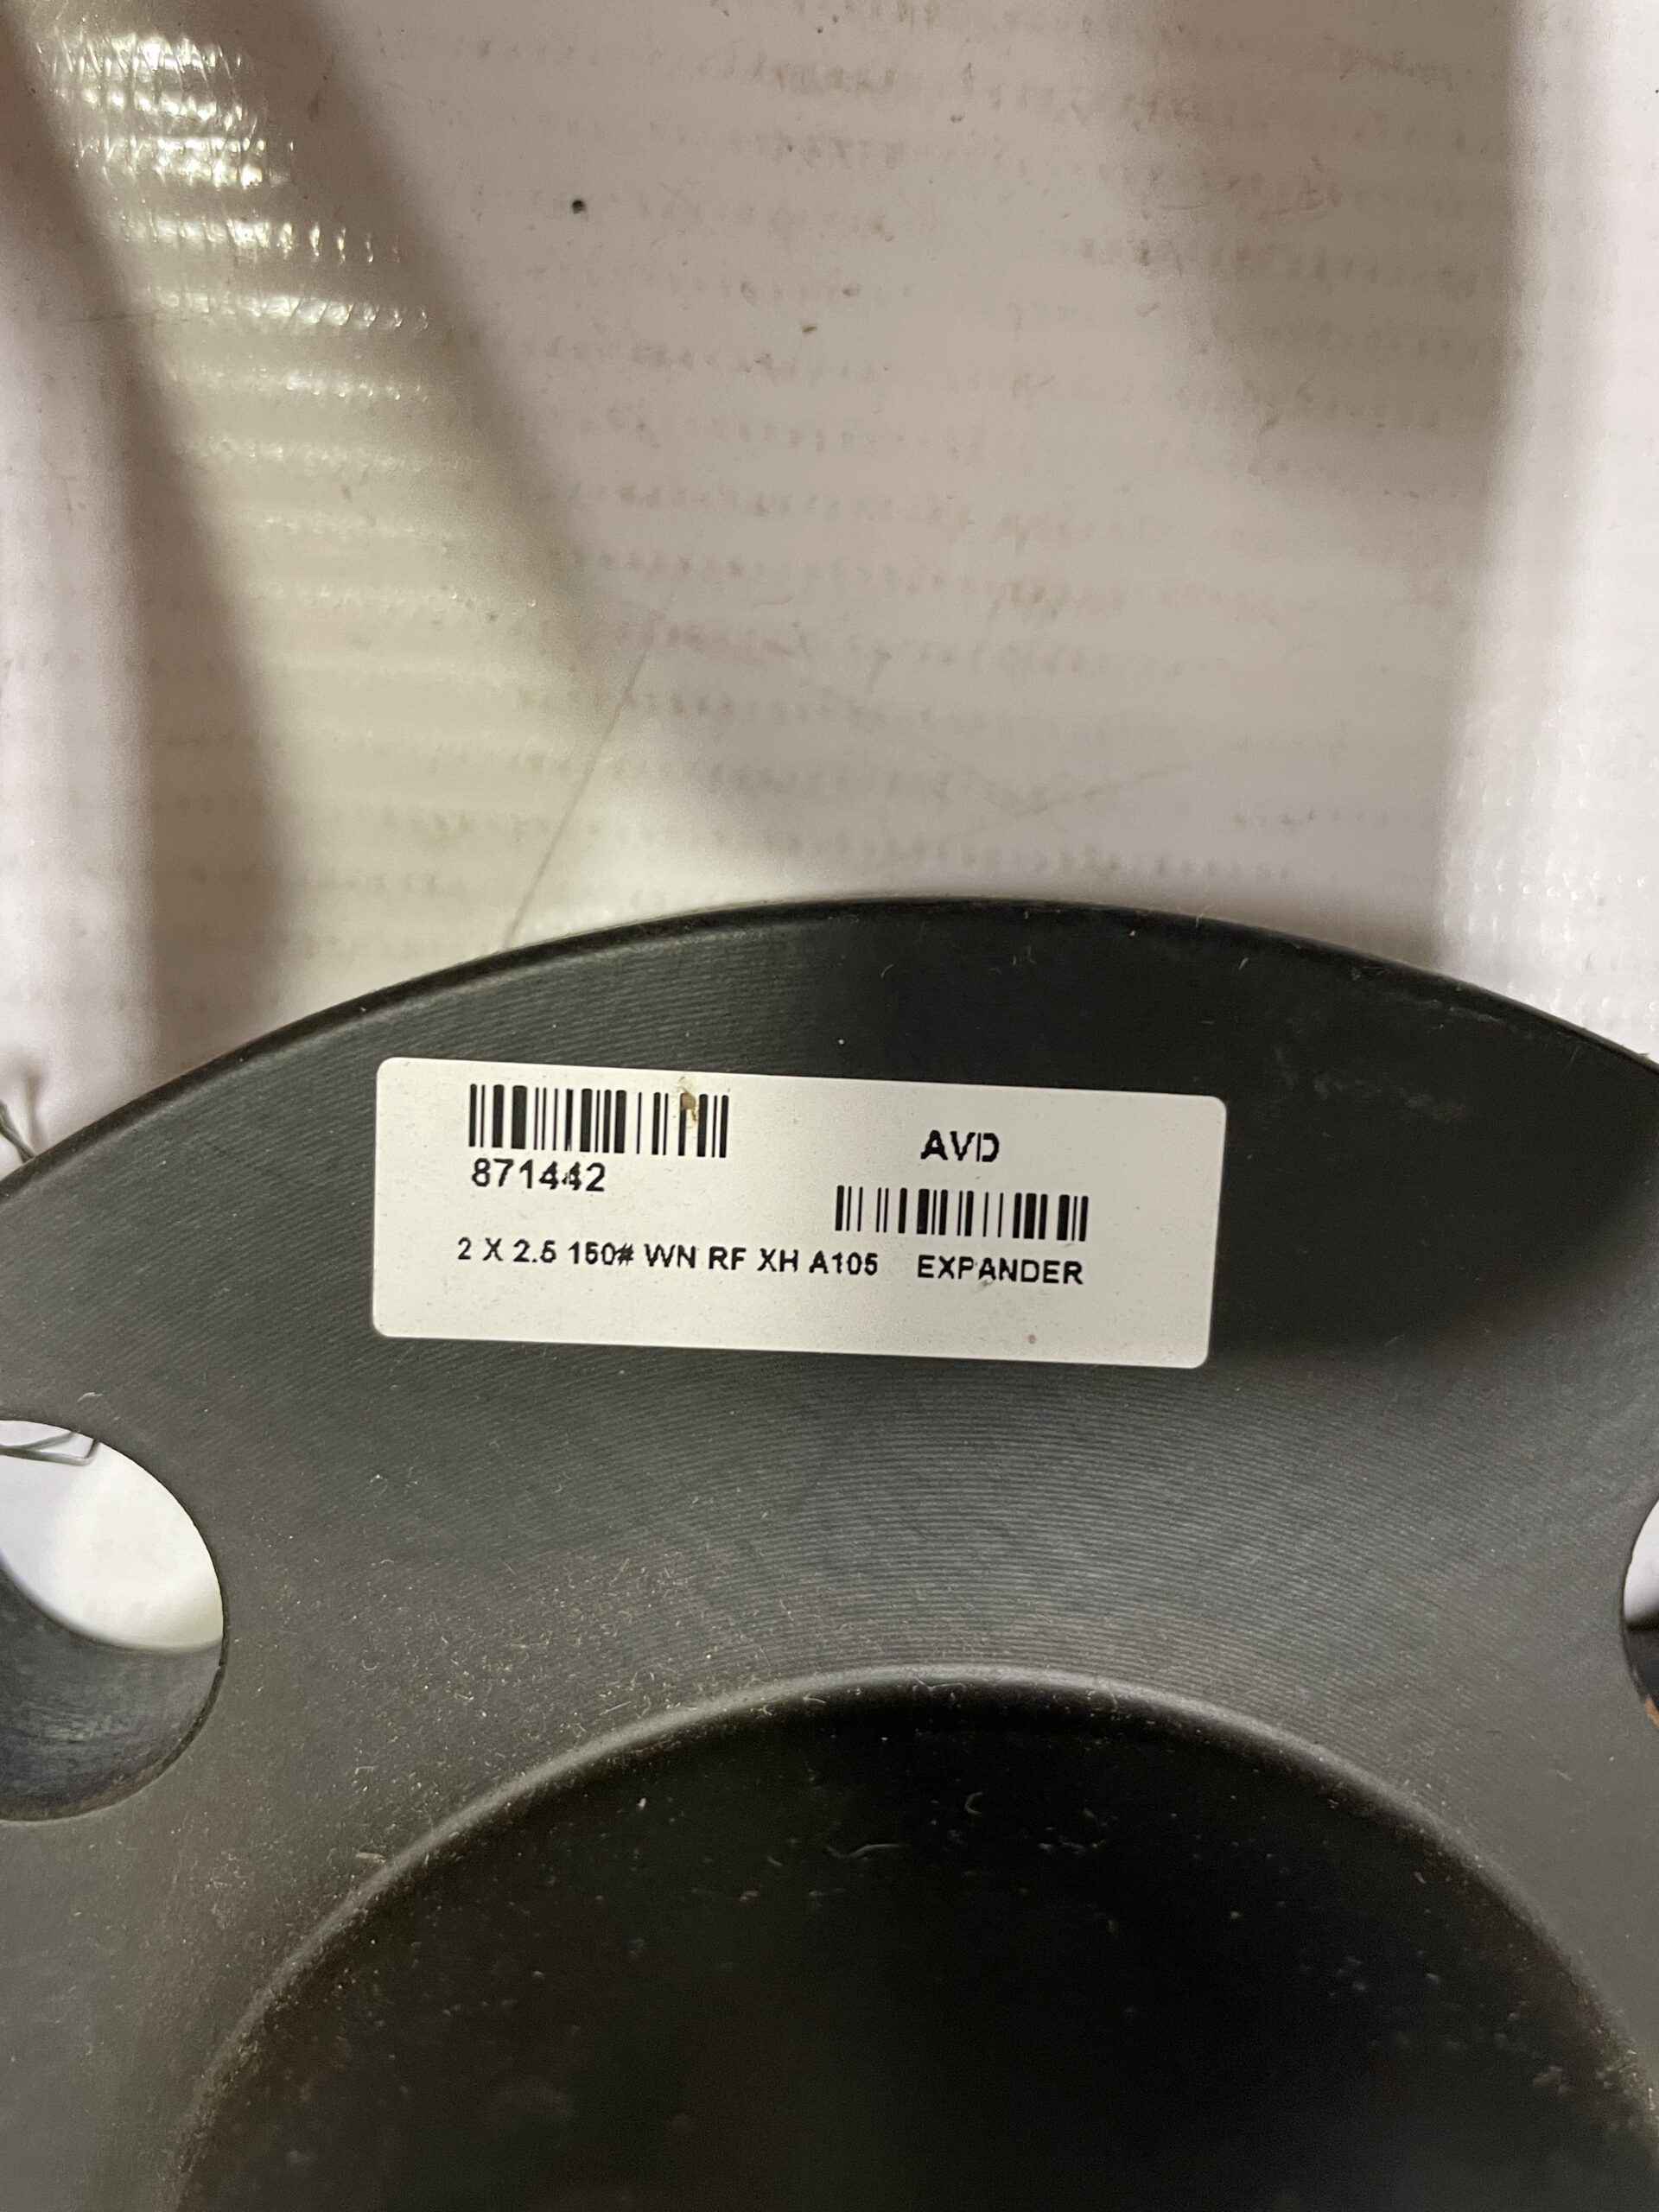 871442
AVD
2 X 2.5 150# WN RF XH A105 EXPANDER